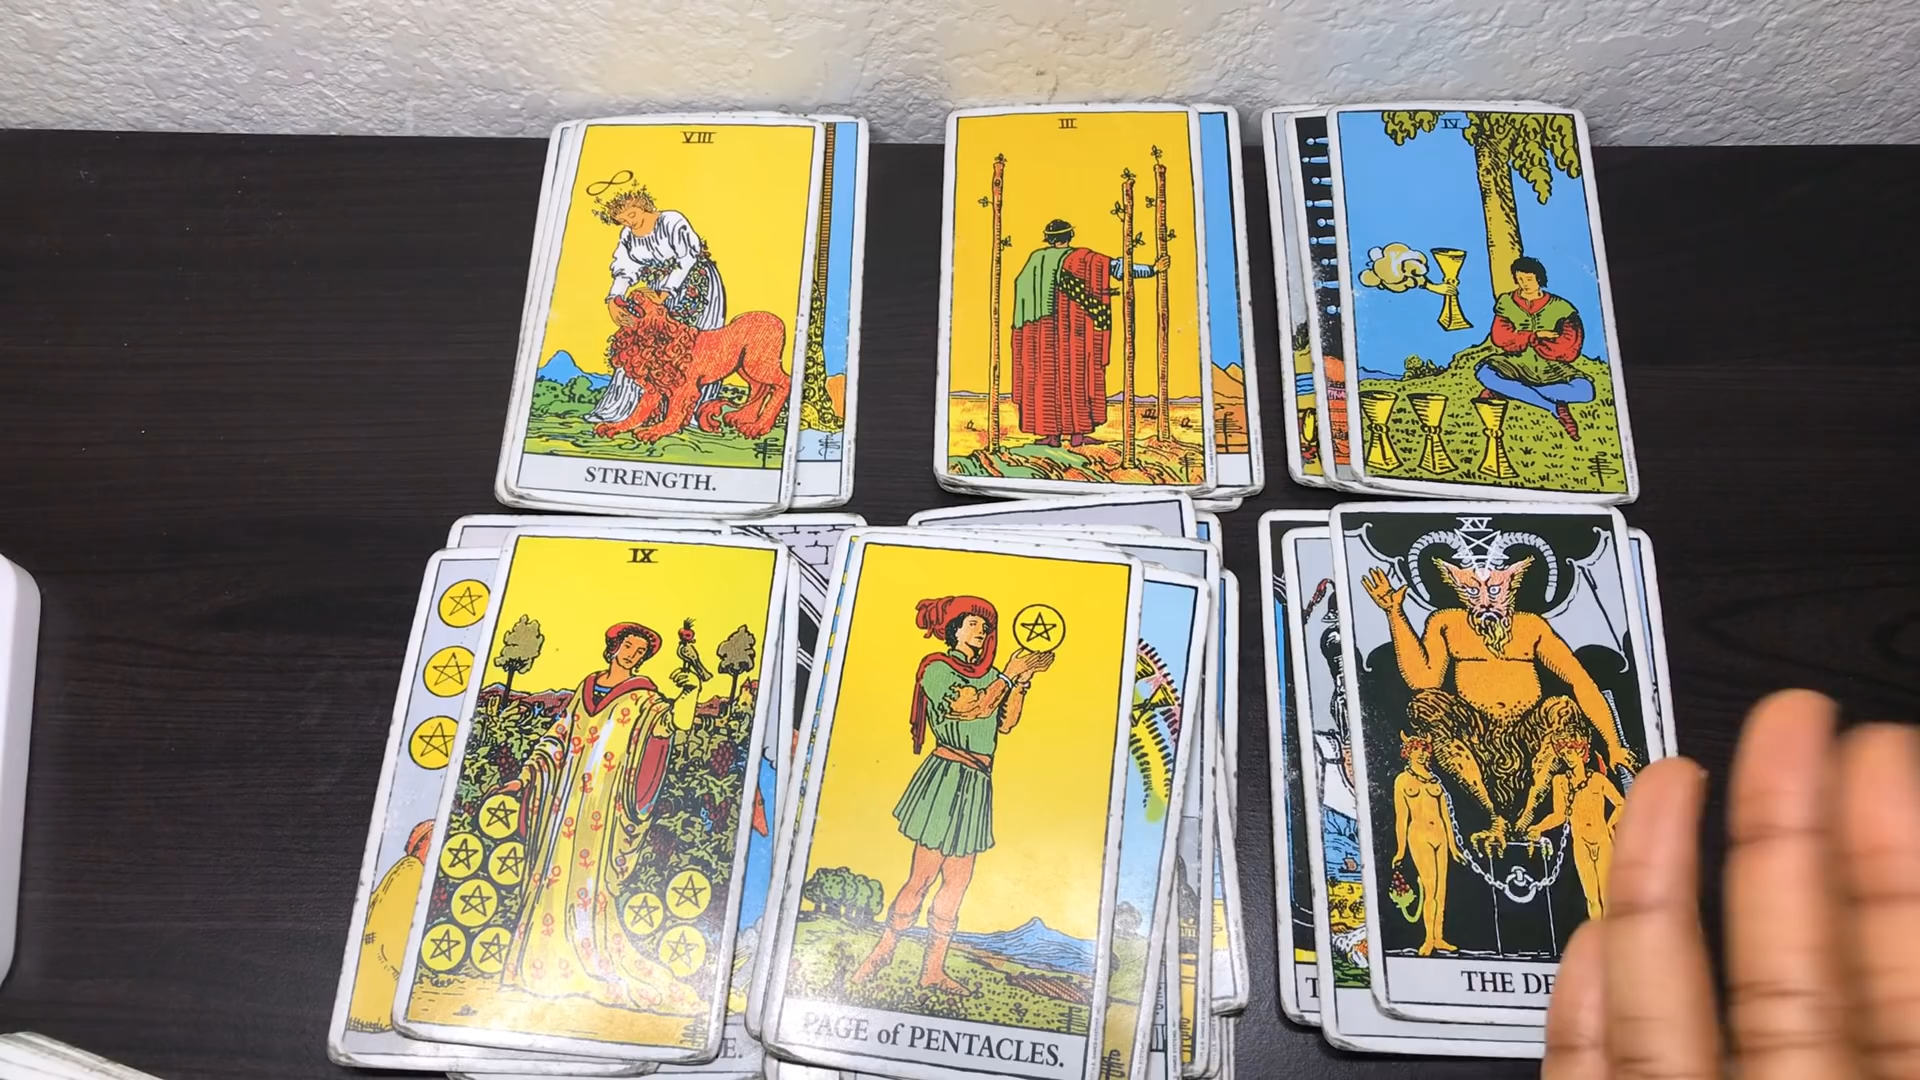 VIII
III
IV
STRENGTH.
IX
XV
THE DE
PAGE of PENTACLES.
E.
T